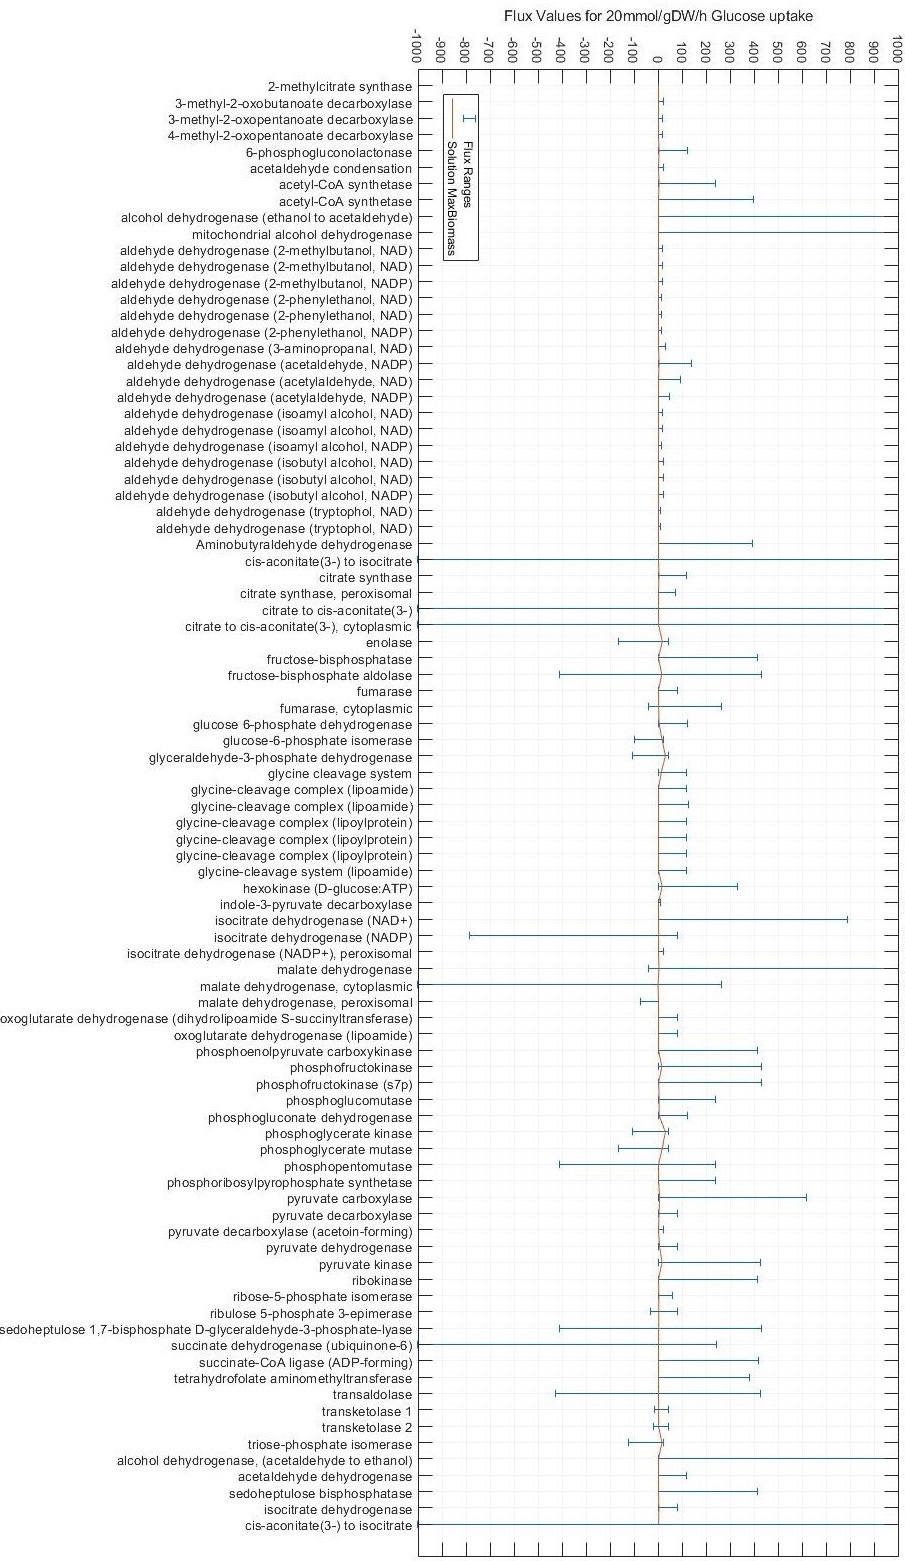 Flux Values for 20mmol/gDW/h Glucose uptake
-1000 -900 -800 -700 -600 -500 -400 -300 -200 -100 0 100 200 300 400 500 600 700 800 900 1000
Flux Ranges
Solution MaxBiomass
2-methylcitrate synthase
3-methyl-2-oxobutanoate decarboxylase
3-methyl-2-oxopentanoate decarboxylase
4-methyl-2-oxopentanoate decarboxylase
6-phosphogluconolactonase
acetaldehyde condensation
acetyl-CoA synthetase
acetyl-CoA synthetase
alcohol dehydrogenase (ethanol to acetaldehyde)
mitochondrial alcohol dehydrogenase
aldehyde dehydrogenase (2-methylbutanol, NAD)
aldehyde dehydrogenase (2-methylbutanol, NAD)
aldehyde dehydrogenase (2-methylbutanol, NADP)
aldehyde dehydrogenase (2-phenylethanol, NAD)
aldehyde dehydrogenase (2-phenylethanol, NAD)
aldehyde dehydrogenase (2-phenylethanol, NADP)
aldehyde dehydrogenase (3-aminopropanal, NAD)
aldehyde dehydrogenase (acetaldehyde, NADP)
aldehyde dehydrogenase (acetylaldehyde, NAD)
aldehyde dehydrogenase (acetylaldehyde, NADP)
aldehyde dehydrogenase (isoamyl alcohol, NAD)
aldehyde dehydrogenase (isoamyl alcohol, NAD)
aldehyde dehydrogenase (isoamyl alcohol, NADP)
aldehyde dehydrogenase (isobutyl alcohol, NAD)
aldehyde dehydrogenase (isobutyl alcohol, NAD)
aldehyde dehydrogenase (isobutyl alcohol, NADP)
aldehyde dehydrogenase (tryptophol, NAD)
aldehyde dehydrogenase (tryptophol, NAD)
Aminobutyraldehyde dehydrogenase
cis-aconitate(3-) to isocitrate
citrate synthase
citrate synthase, peroxisomal
citrate to cis-aconitate(3-)
citrate to cis-aconitate(3-), cytoplasmic
enolase
fructose-bisphosphatase
fructose-bisphosphate aldolase
fumarase
fumarase, cytoplasmic
glucose 6-phosphate dehydrogenase
glucose-6-phosphate isomerase
glyceraldehyde-3-phosphate dehydrogenase
glycine cleavage system
glycine-cleavage complex (lipoamide)
glycine-cleavage complex (lipoamide)
glycine-cleavage complex (lipoylprotein)
glycine-cleavage complex (lipoylprotein)
glycine-cleavage complex (lipoylprotein)
glycine-cleavage system (lipoamide)
hexokinase (D-glucose:ATP)
indole-3-pyruvate decarboxylase
isocitrate dehydrogenase (NAD+)
isocitrate dehydrogenase (NADP)
isocitrate dehydrogenase (NADP+), peroxisomal
malate dehydrogenase
malate dehydrogenase, cytoplasmic
malate dehydrogenase, peroxisomal
oxoglutarate dehydrogenase (dihydrolipoamide S-succinyltransferase)
oxoglutarate dehydrogenase (lipoamide)
phosphoenolpyruvate carboxykinase
phosphofructokinase
phosphofructokinase (s7p)
phosphoglucomutase
phosphogluconate dehydrogenase
phosphoglycerate kinase
phosphoglycerate mutase
phosphopentomutase
phosphoribosylpyrophosphate synthetase
pyruvate carboxylase
pyruvate decarboxylase
pyruvate decarboxylase (acetoin-forming)
pyruvate dehydrogenase
pyruvate kinase
ribokinase
ribose-5-phosphate isomerase
ribulose 5-phosphate 3-epimerase
sedoheptulose 1,7-bisphosphate D-glyceraldehyde-3-phosphate-lyase
succinate dehydrogenase (ubiquinone-6)
succinate-CoA ligase (ADP-forming)
tetrahydrofolate aminomethyltransferase
transaldolase
transketolase 1
transketolase 2
triose-phosphate isomerase
alcohol dehydrogenase, (acetaldehyde to ethanol)
acetaldehyde dehydrogenase
sedoheptulose bisphosphatase
isocitrate dehydrogenase
cis-aconitate(3-) to isocitrate